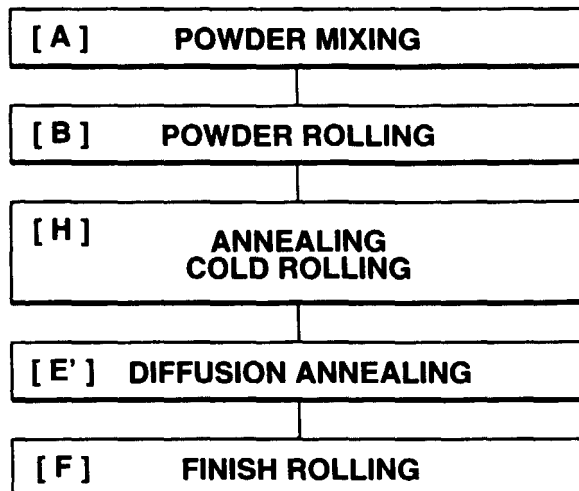 [ A ] POWDER MIXING
[ B ] POWDER ROLLING
[ H ] ANNEALING
COLD ROLLING
[ E' ] DIFFUSION ANNEALING
[ F ] FINISH ROLLING